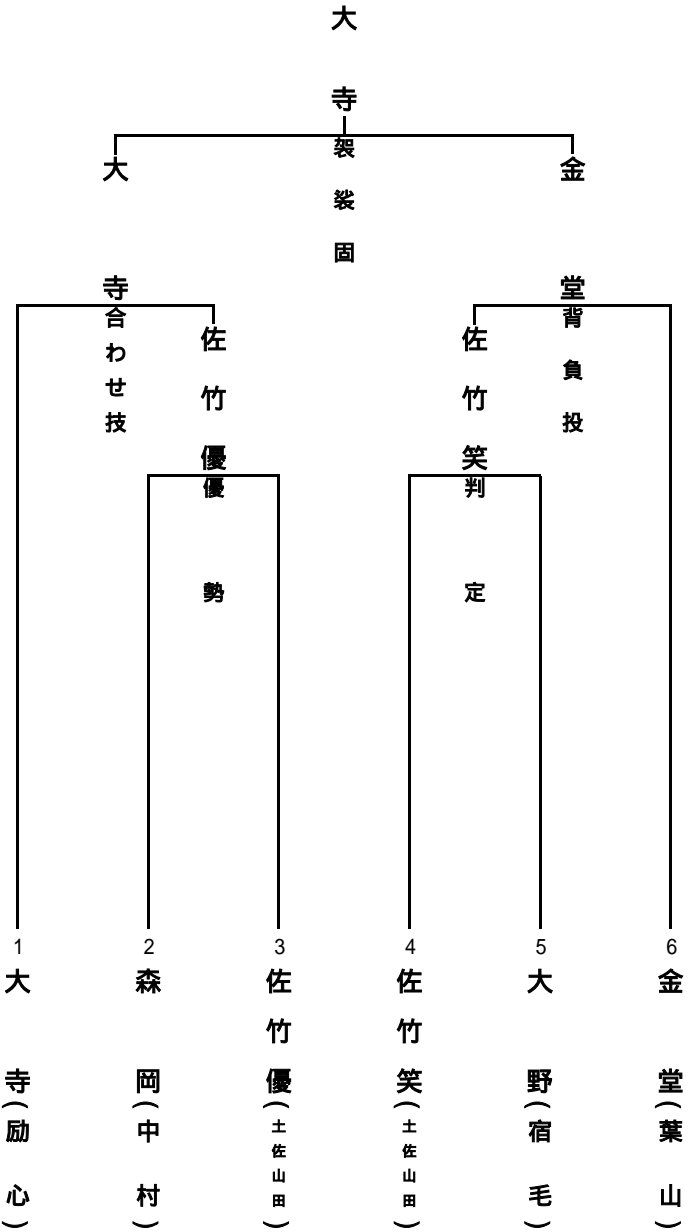 大寺
袈裟固
大寺
金堂
合わせ技
背負投
佐竹優
佐竹笑
優勢
判定
1
2
3
4
5
6
大寺(励心)
森岡(中村)
佐竹優(土佐山田)
佐竹笑(土佐山田)
大野(宿毛)
金堂(葉山)